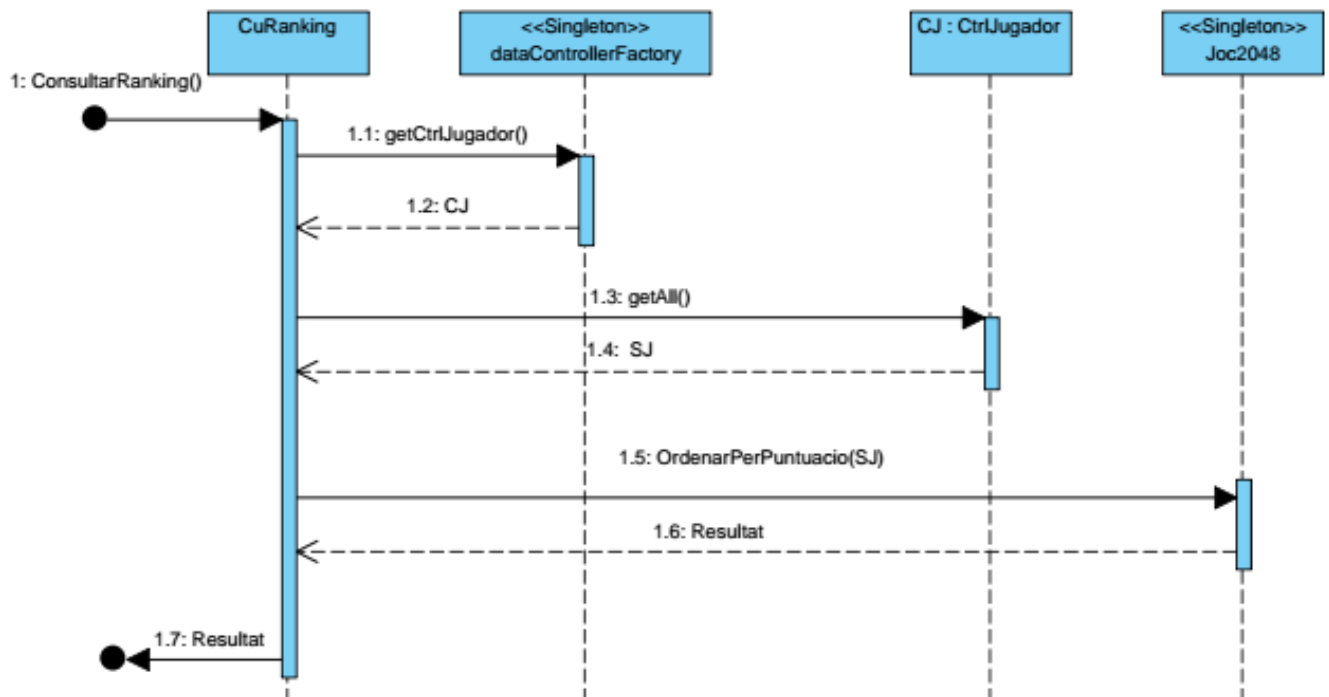 CuRanking
<<Singleton>>
dataControllerFactory
CJ : CtrlJugador
<<Singleton>>
Joc2048
1: ConsultarRanking()
1.1: getCtrlJugador()
1.2: CJ
1.3: getAll()
1.4: SJ
1.5: OrdenarPerPuntuacio(SJ)
1.6: Resultat
1.7: Resultat